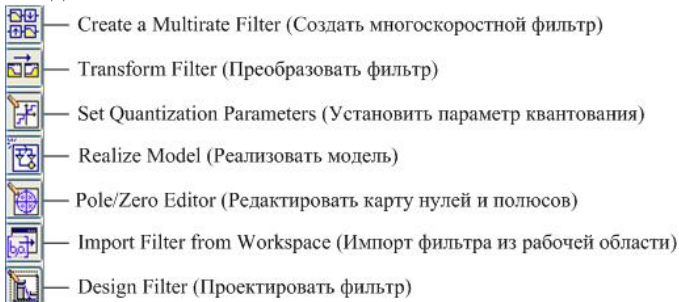 Create a Multirate Filter (Создать многоскоростной фильтр)
Transform Filter (Преобразовать фильтр)
Set Quantization Parameters (Установить параметр квантования)
Realize Model (Реализовать модель)
Pole/Zero Editor (Редактировать карту нулей и полюсов)
[b,a] Import Filter from Workspace (Импорт фильтра из рабочей области)
Design Filter (Проектировать фильтр)